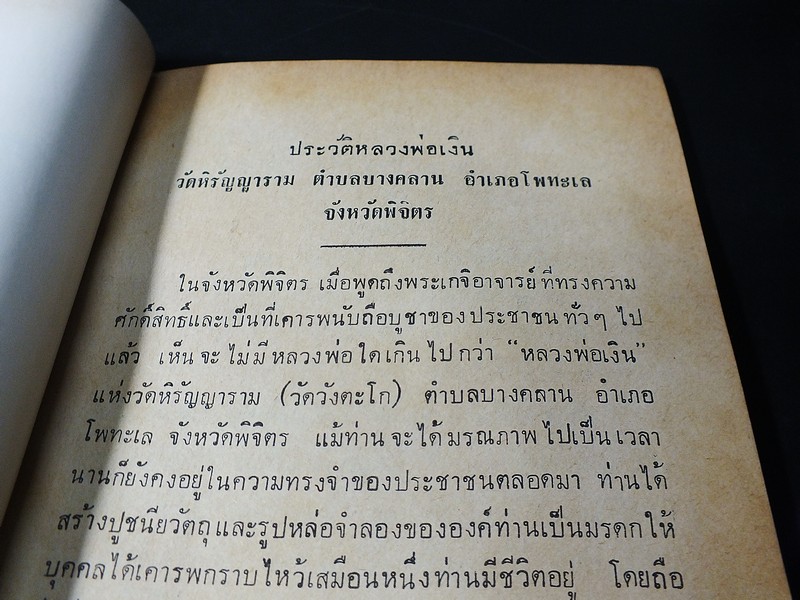 ประวัติหลวงพ่อเงิน
วัดหิรัญญาราม ตำบลบางคลาน อำเภอโพทะเล
จังหวัดพิจิตร
ในจังหวัดพิจิตร เมื่อพูดถึงพระเกจิอาจารย์ที่ทรงความ
ศักดิ์สิทธิ์และเป็นที่เคารพนับถือบูชาของประชาชนทั่วๆ ไป
แล้ว เห็นจะไม่มีหลวงพ่อใดเกินไปกว่า “หลวงพ่อเงิน”
แห่งวัดหิรัญญาราม (วัดวังตะโก) ตำบลบางคลาน อำเภอ
โพทะเล จังหวัดพิจิตร แม้ท่านจะได้มรณภาพไปเป็นเวลา
นานก็ยังคงอยู่ในความทรงจำของประชาชนตลอดมา ท่านได้
สร้างปูชนียวัตถุและรูปหล่อจำลองขององค์ท่านเป็นมรดกให้
บุคคลได้เคารพกราบไหว้เสมือนหนึ่งท่านมีชีวิตอยู่ โดยถือ